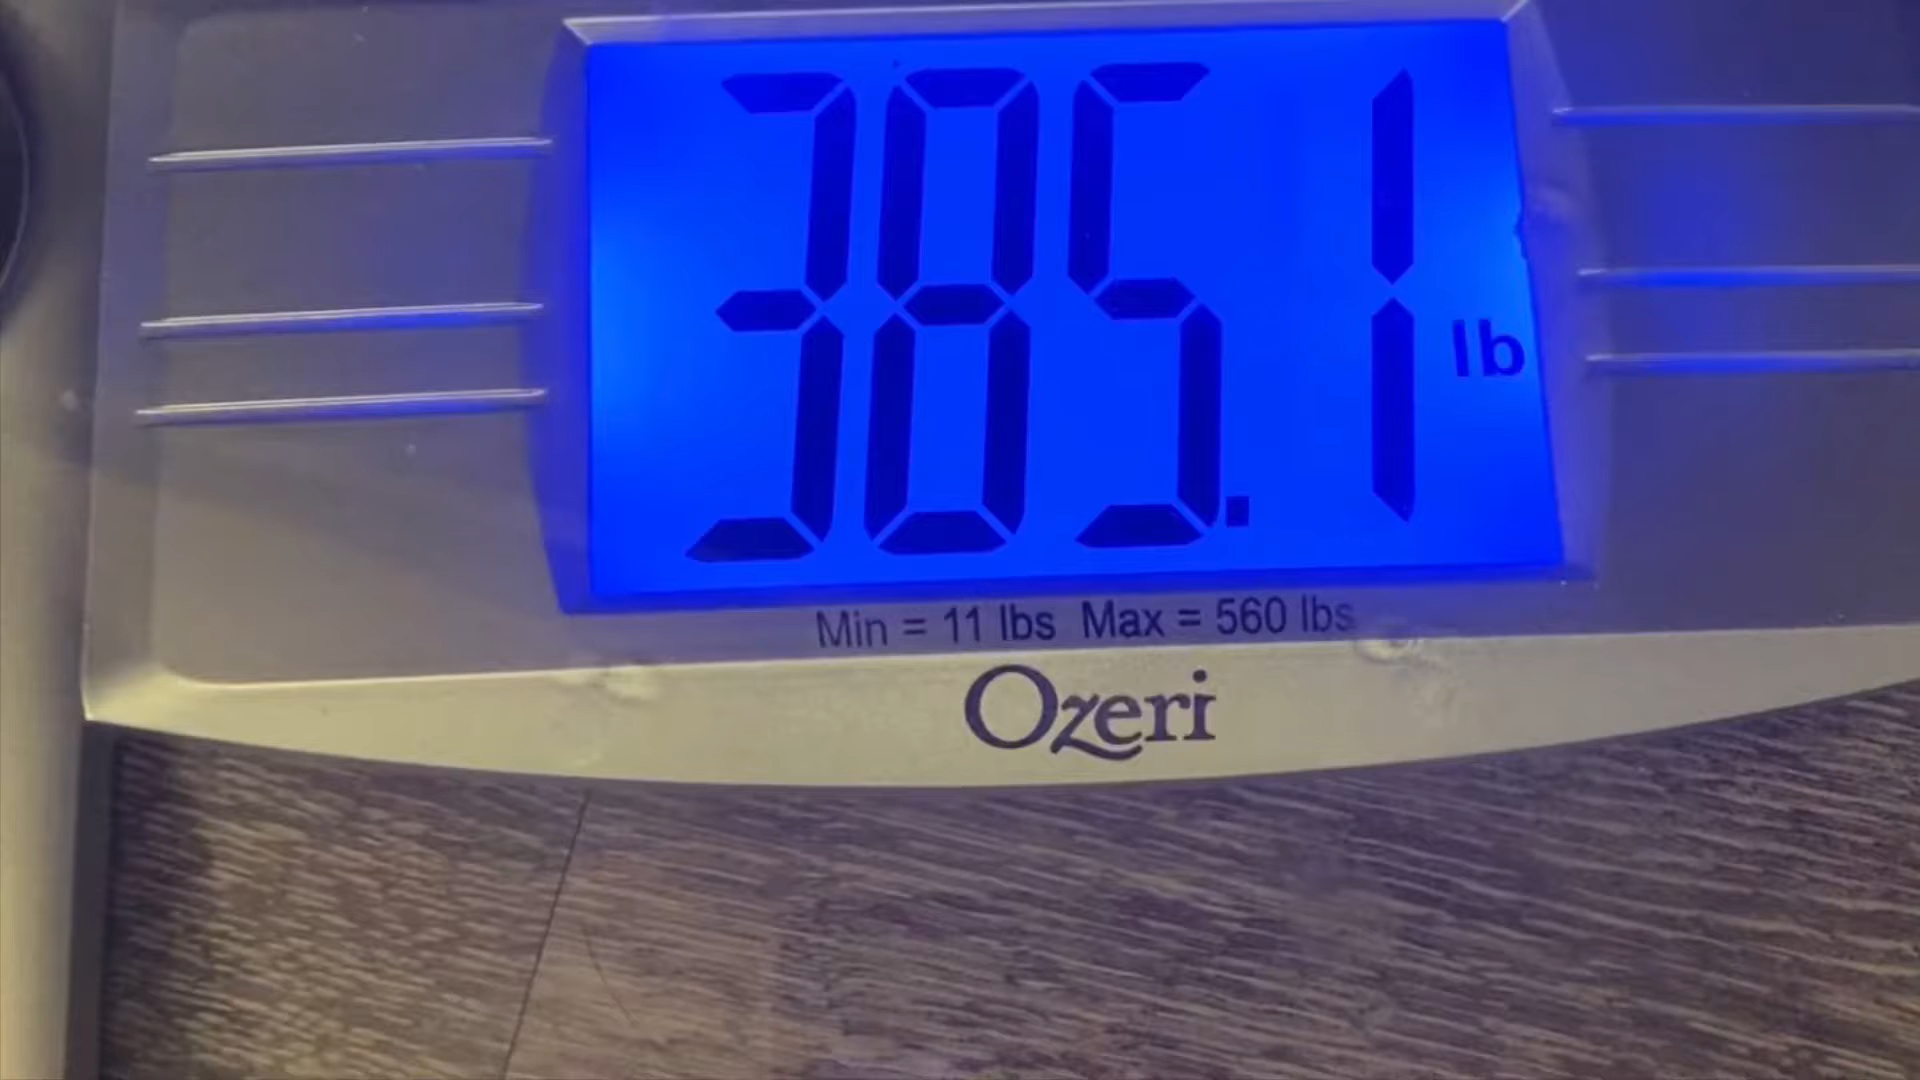 385.1 lb
Min = 11 lbs Max = 560 lbs
Ozeri